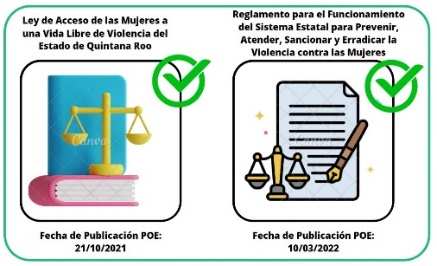 Ley de Acceso de las Mujeres a
una Vida Libre de Violencia del
Estado de Quintana Roo
Canva
Fecha de Publicación POE:
21/10/2021
Reglamento para el Funcionamiento
del Sistema Estatal para Prevenir,
Atender, Sancionar y Erradicar la
Violencia contra las Mujeres
Canva
Fecha de Publicación POE:
10/03/2022